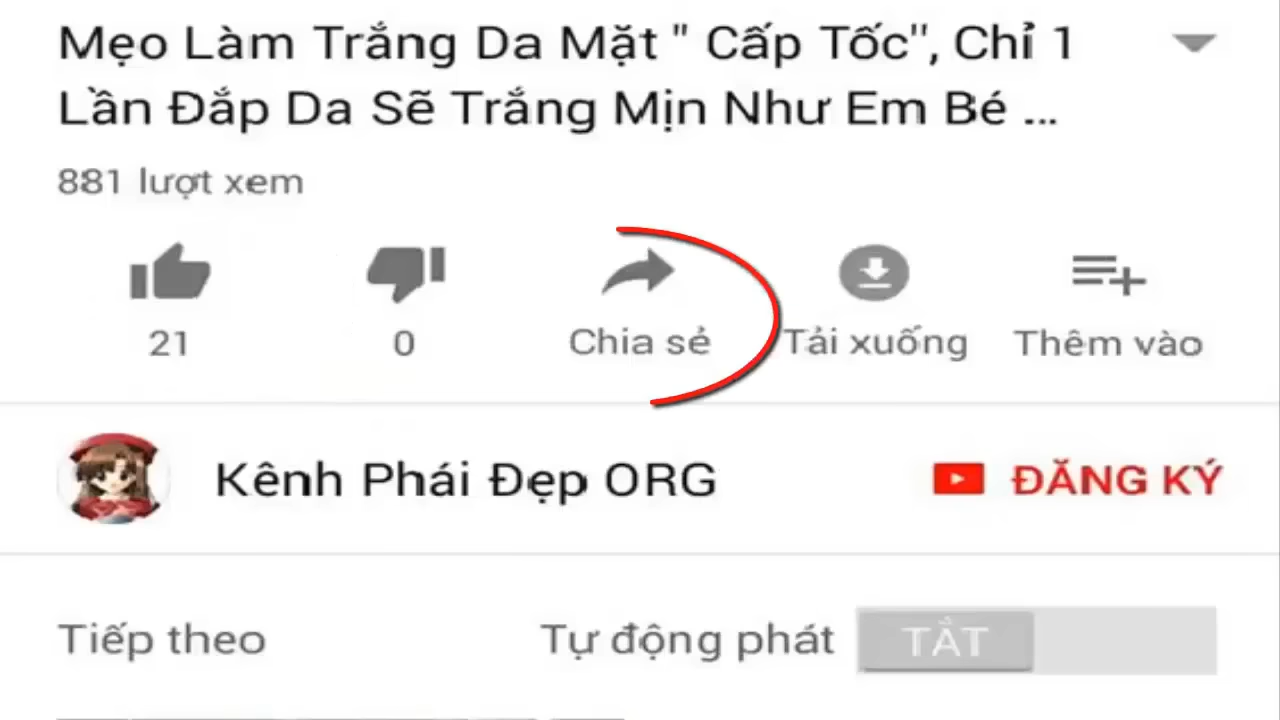 Mẹo Làm Trắng Da Mặt " Cấp Tốc", Chỉ 1
Lần Đắp Da Sẽ Trắng Mịn Như Em Bé ...
881 lượt xem
21
0
Chia sẻ
Tải xuống
Thêm vào
Kênh Phái Đẹp ORG
ĐĂNG KÝ
Tiếp theo
Tự động phát
TẮT